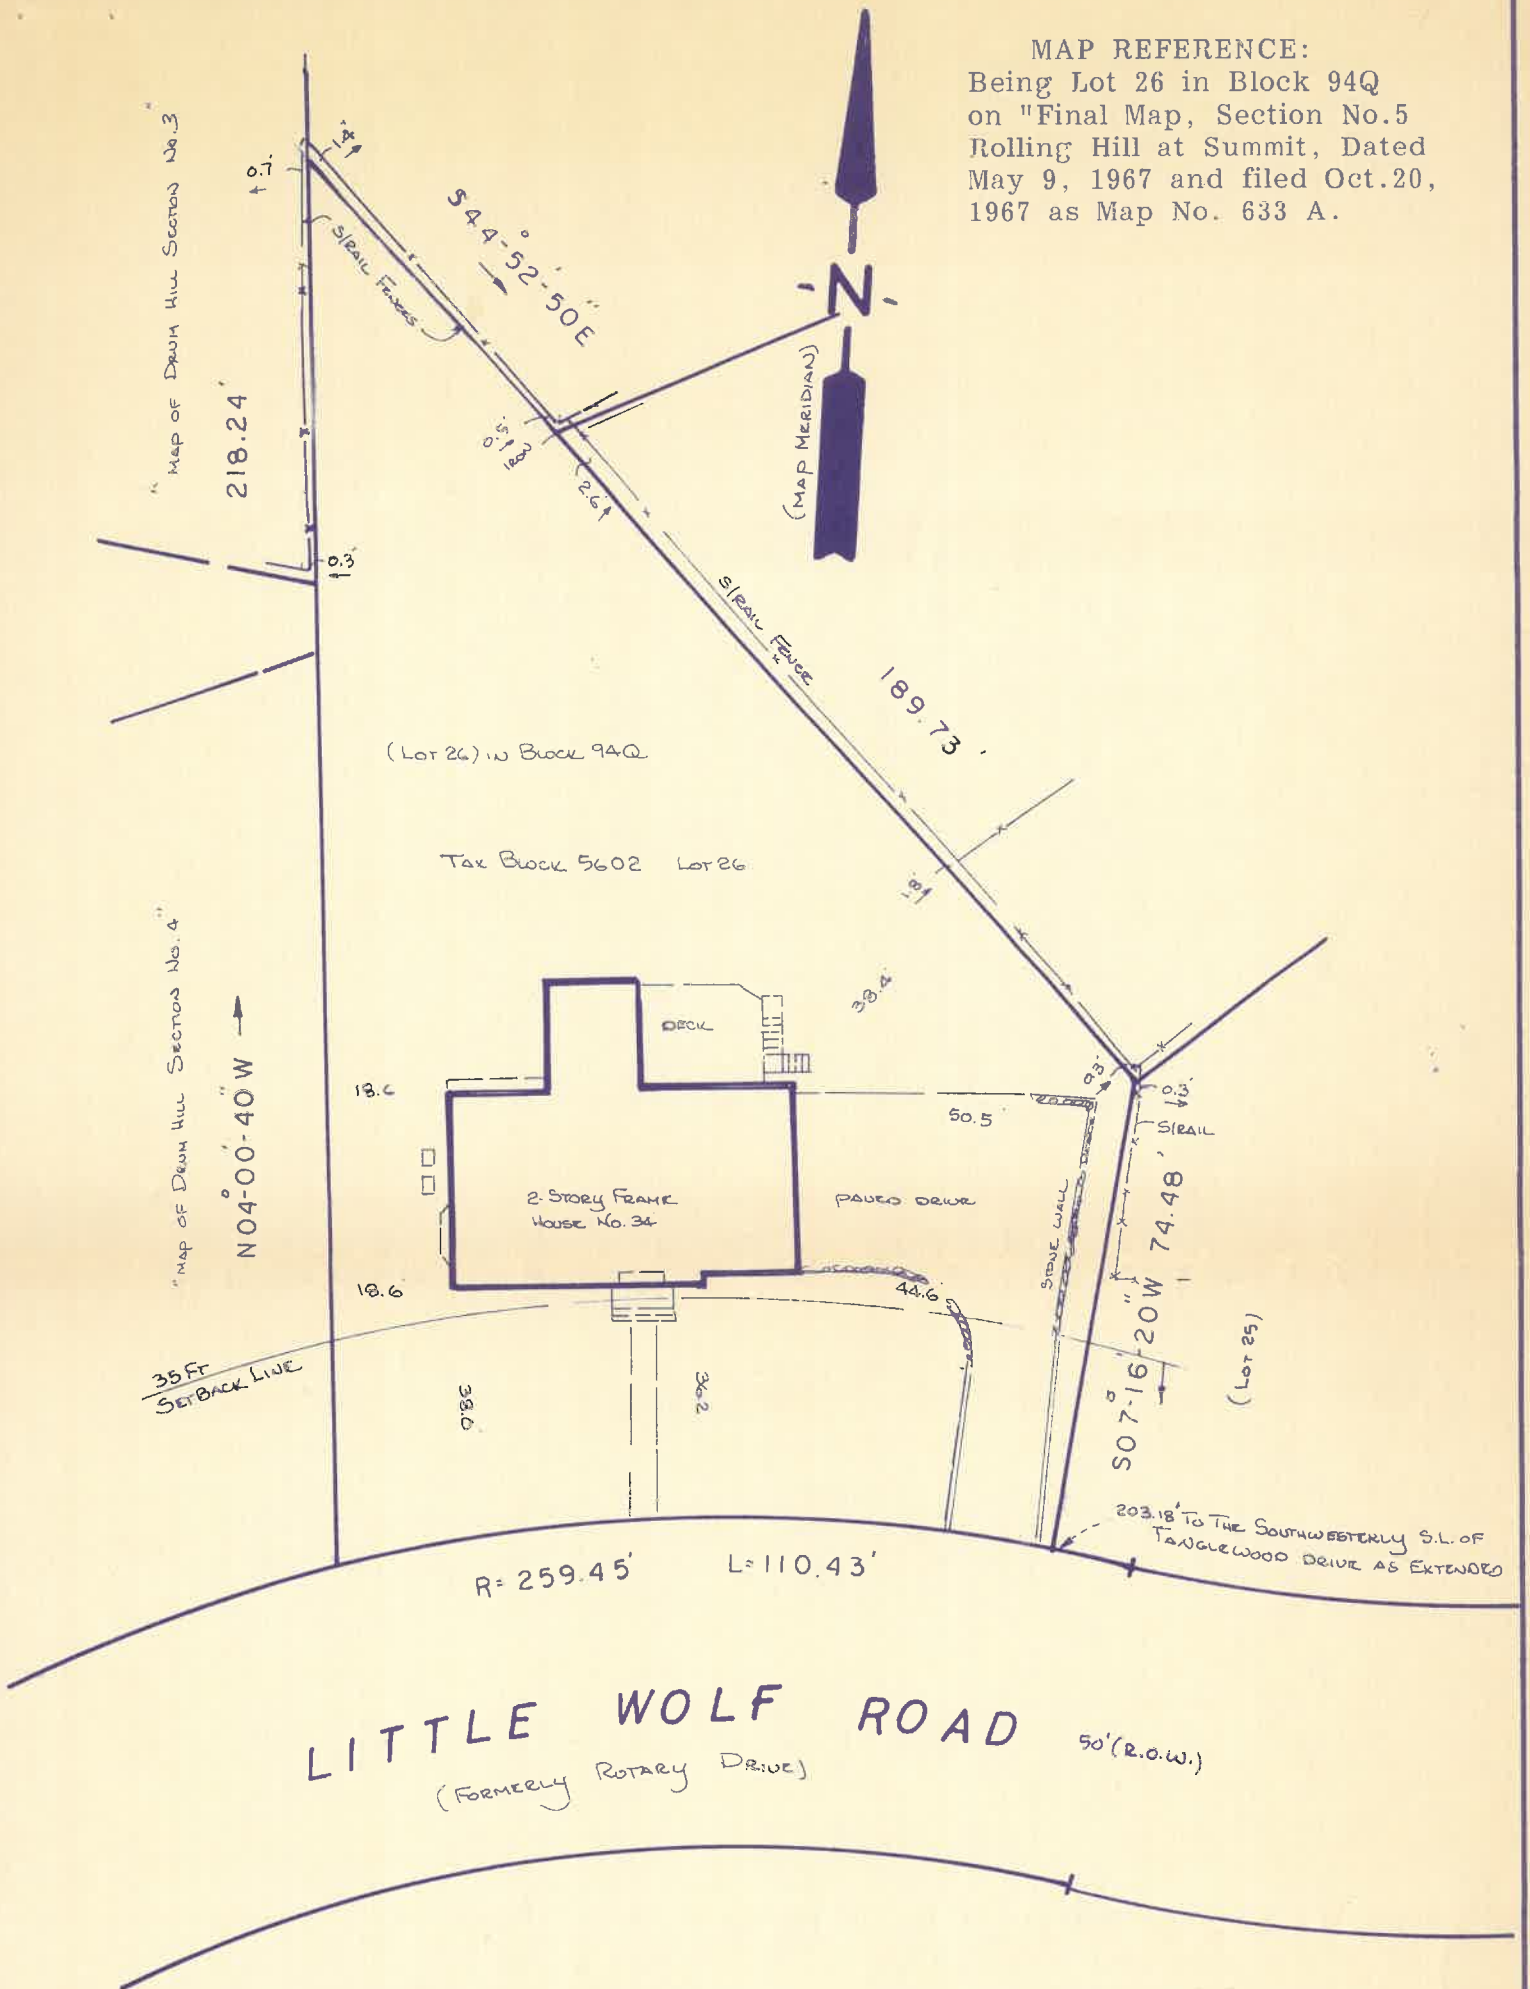 MAP REFERENCE:
Being Lot 26 in Block 94Q
on "Final Map, Section No.5
Rolling Hill at Summit, Dated
May 9, 1967 and filed Oct.20,
1967 as Map No. 633 A.
"MAP OF DRUM HILL SECTION No.3"
218.24'
0.7'
1.4'
S/RAIL FENCES
S44°-52'-50"E
-N-
(MAP MERIDIAN)
0.5'
2.6'
0.3'
S/RAIL FENCE
189.73'
(LOT 26) IN BLOCK 94Q
TAX BLOCK 5602 LOT 26
1.8'
"MAP OF DRUM HILL SECTION No. 4"
N04°-00'-40"W
38.4
DECK
18.6
50.5
0.3'
0.3'
S/RAIL
2-STORY FRAME
HOUSE No. 34
PAVED DRIVE
STONE WALL
S07°-16'-20"W 74.48'
18.6
44.6
(LOT 25)
35 FT
SETBACK LINE
38.0
36.2
203.18' TO THE SOUTHWESTERLY S.L. OF
TANGLEWOOD DRIVE AS EXTENDED
R=259.45' L=110.43'
LITTLE WOLF ROAD 50'(R.O.W.)
(FORMERLY ROTARY DRIVE)